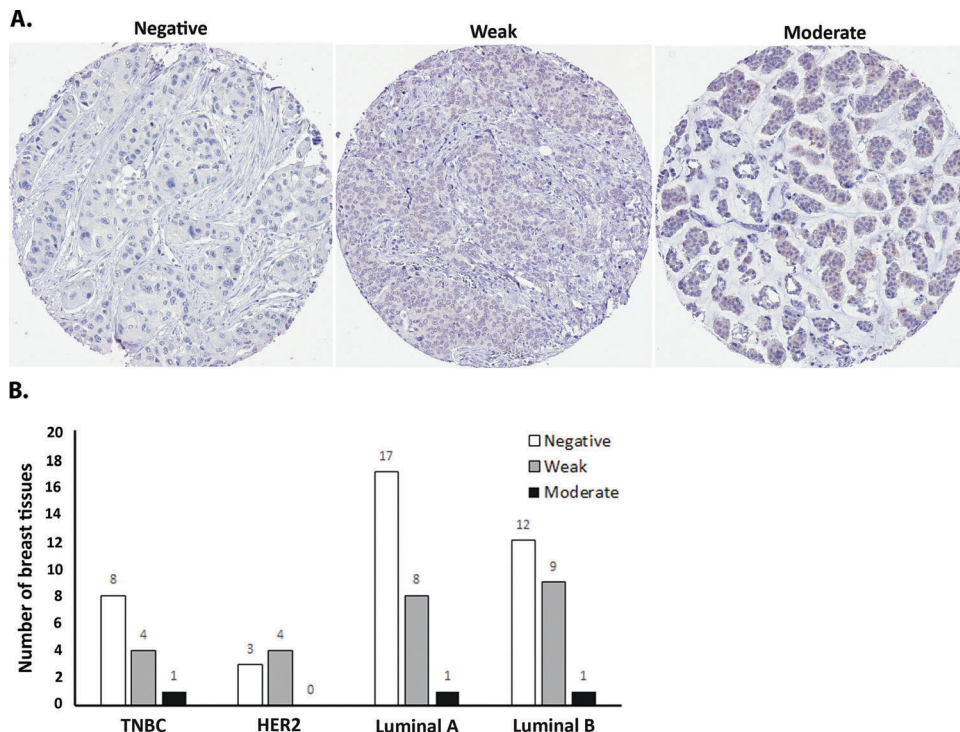 A.
Negative
Weak
Moderate
B.
Number of breast tissues
20
18
16
14
12
10
8
6
4
2
0
8
4
1
3
4
0
17
8
1
12
9
1
Negative
Weak
Moderate
TNBC
HER2
Luminal A
Luminal B